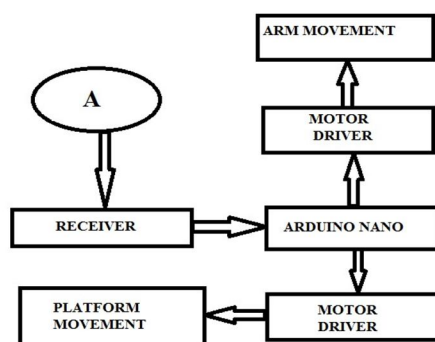 ARM MOVEMENT
A
MOTOR
DRIVER
RECEIVER
ARDUINO NANO
PLATFORM
MOVEMENT
MOTOR
DRIVER